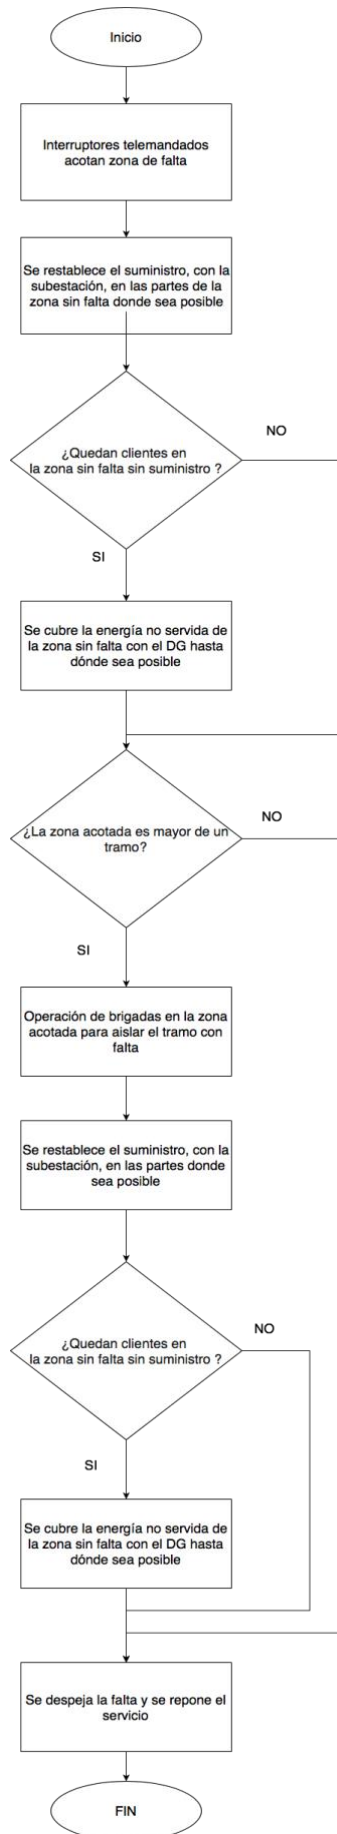 Inicio
Interruptores telemandados
acotan zona de falta
Se restablece el suministro, con la
subestación, en las partes de la
zona sin falta donde sea posible
¿Quedan clientes en
la zona sin falta sin suministro ?
NO
SI
Se cubre la energía no servida de
la zona sin falta con el DG hasta
dónde sea posible
¿La zona acotada es mayor de un
tramo?
NO
SI
Operación de brigadas en la zona
acotada para aislar el tramo con
falta
Se restablece el suministro, con la
subestación, en las partes donde
sea posible
¿Quedan clientes en
la zona sin falta sin suministro ?
NO
SI
Se cubre la energía no servida de
la zona sin falta con el DG hasta
dónde sea posible
Se despeja la falta y se repone el
servicio
FIN